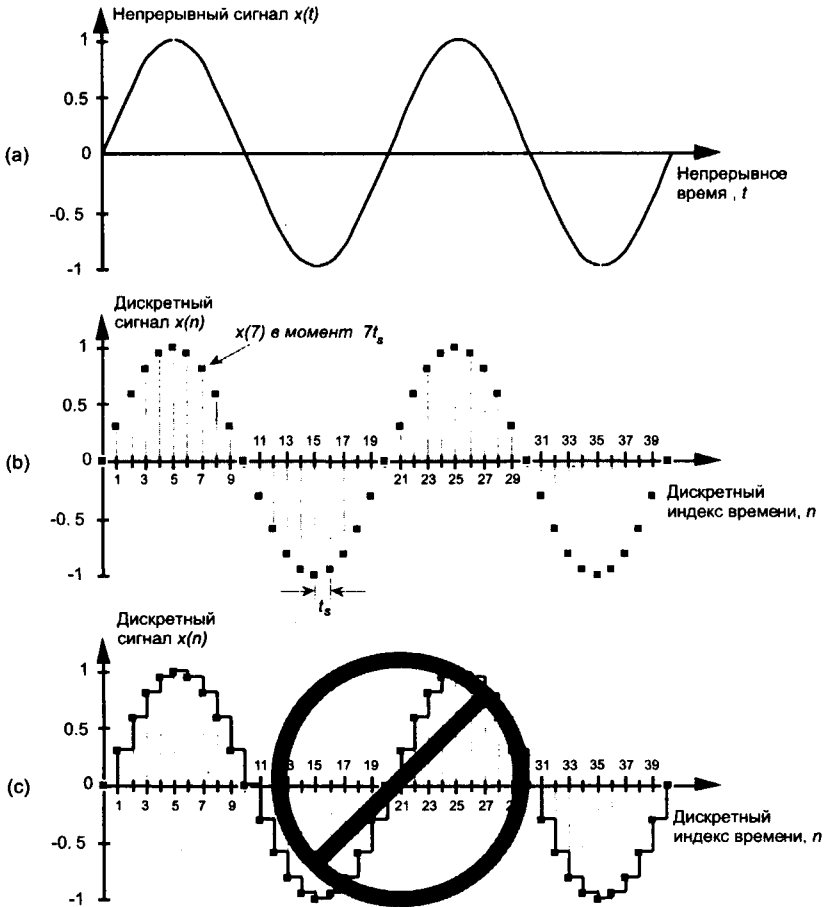 Непрерывный сигнал x(t)
1
0.5
(a)
0
-0. 5
-1
Непрерывное
время , t
Дискретный
сигнал x(n)
x(7) в момент 7ts
1
0.5
11 13 15 17 19 31 33 35 37 39
(b)
0
1 3 5 7 9 21 23 25 27 29
Дискретный
индекс времени, n
-0. 5
-1
ts
Дискретный
сигнал x(n)
1
0.5
11 3 15 17 19 31 33 35 37 39
(c)
0
1 3 5 7 9 21 23 25 27 2
Дискретный
индекс времени, n
-0. 5
-1